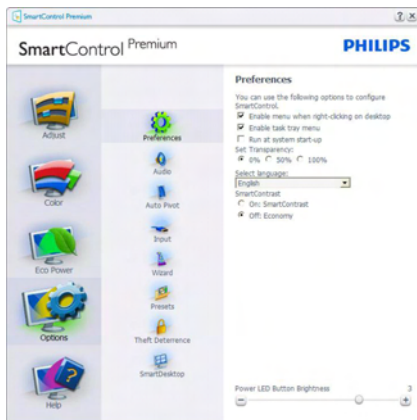 SmartControl Premium
SmartControl Premium
PHILIPS
Adjust
Color
Eco Power
Options
Help
Preferences
Audio
Auto Pivot
Input
Wizard
Presets
Theft Deterrence
SmartDesktop
Preferences
You can use the following options to configure
SmartControl.
Enable menu when right-clicking on desktop
Enable task tray menu
Run at system start-up
Set Transparency:
0% 50% 100%
Select language:
English
SmartContrast
On: SmartContrast
Off: Economy
Power LED Button Brightness 3